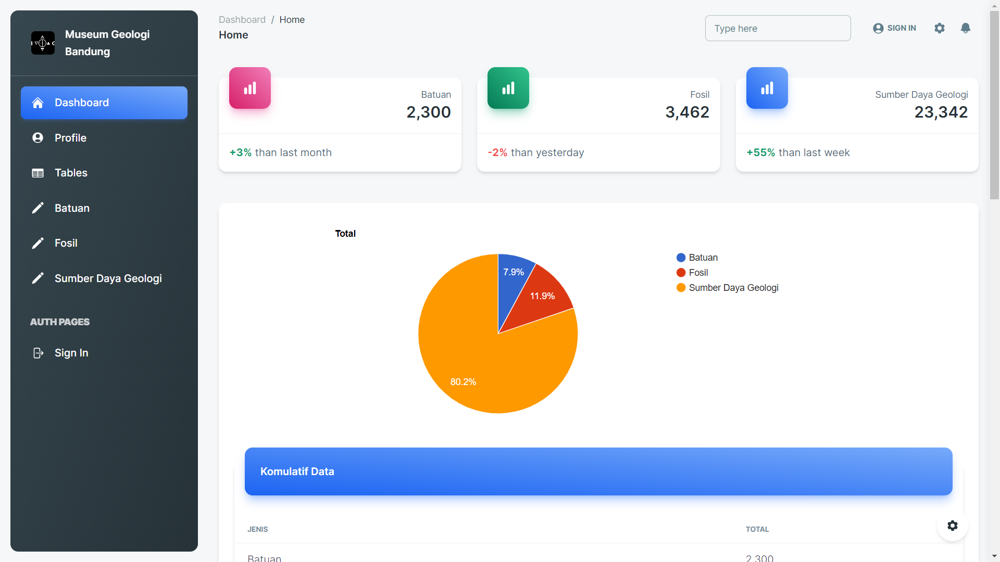 Museum Geologi
Bandung
Dashboard
Profile
Tables
Batuan
Fosil
Sumber Daya Geologi
AUTH PAGES
Sign In
Dashboard / Home
Home
Type here
SIGN IN
Batuan
2,300
+3% than last month
Fosil
3,462
-2% than yesterday
Sumber Daya Geologi
23,342
+55% than last week
Total
7.9%
11.9%
80.2%
Batuan
Fosil
Sumber Daya Geologi
Komulatif Data
JENIS TOTAL
Batuan 2,300